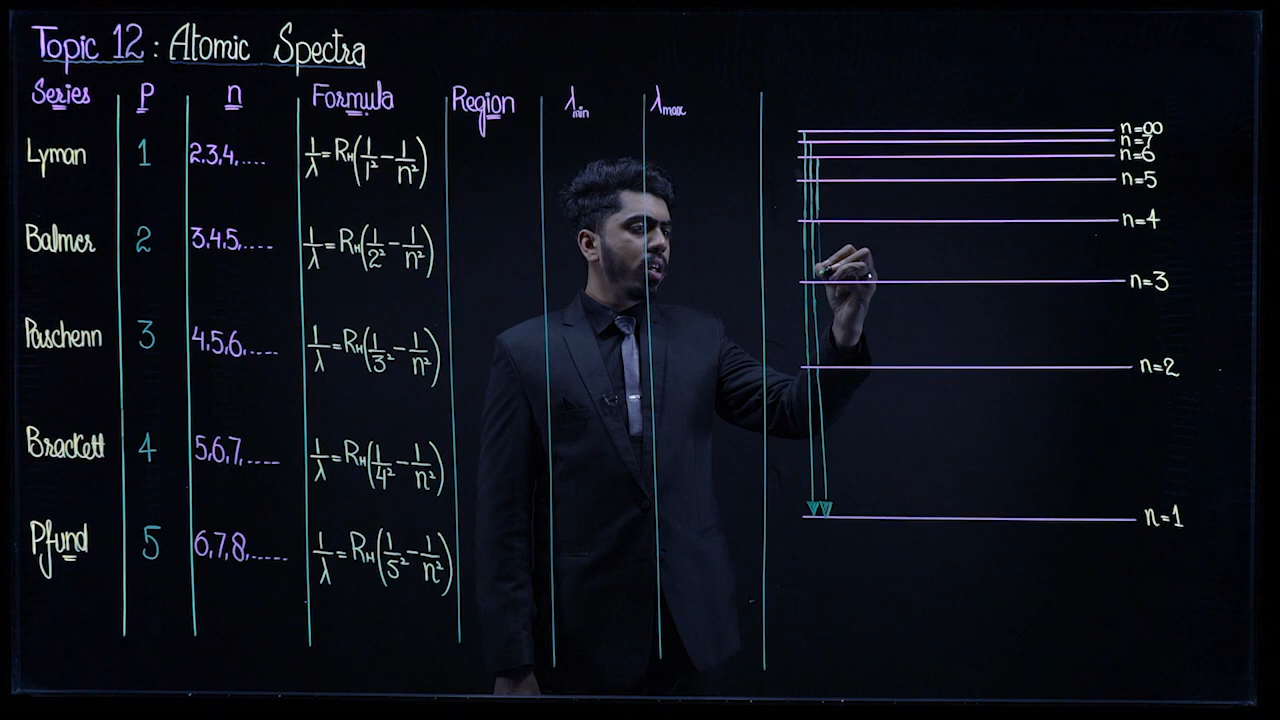 Topic 12 : Atomic Spectra
Series P n Formula Region λmin λmax
Lyman 1 2,3,4,.... 1/λ = RH(1/1² − 1/n²)
Balmer 2 3,4,5,.... 1/λ = RH(1/2² − 1/n²)
Paschenn 3 4,5,6,.... 1/λ = RH(1/3² − 1/n²)
Brackett 4 5,6,7,.... 1/λ = RH(1/4² − 1/n²)
Pfund 5 6,7,8,..... 1/λ = RH(1/5² − 1/n²)
n=∞
n=7
n=6
n=5
n=4
n=3
n=2
n=1